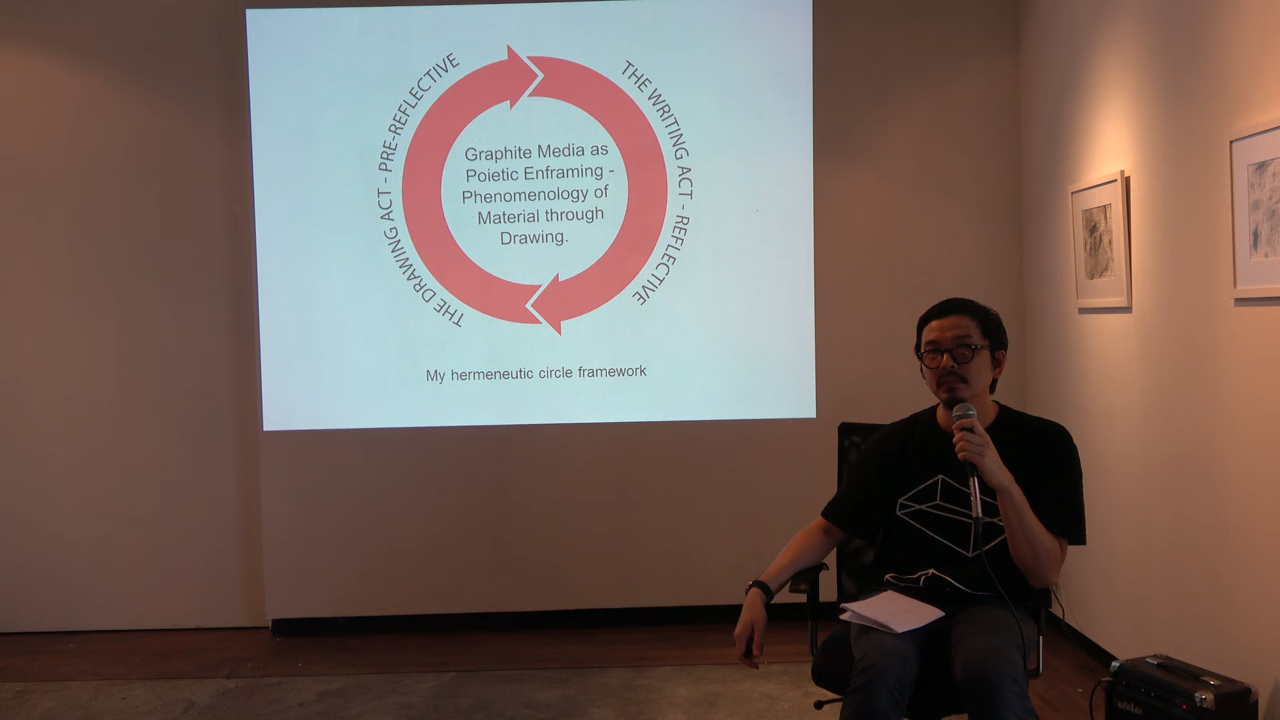 THE DRAWING ACT - PRE-REFLECTIVE
THE WRITING ACT - REFLECTIVE
Graphite Media as
Poietic Enframing -
Phenomenology of
Material through
Drawing.
My hermeneutic circle framework